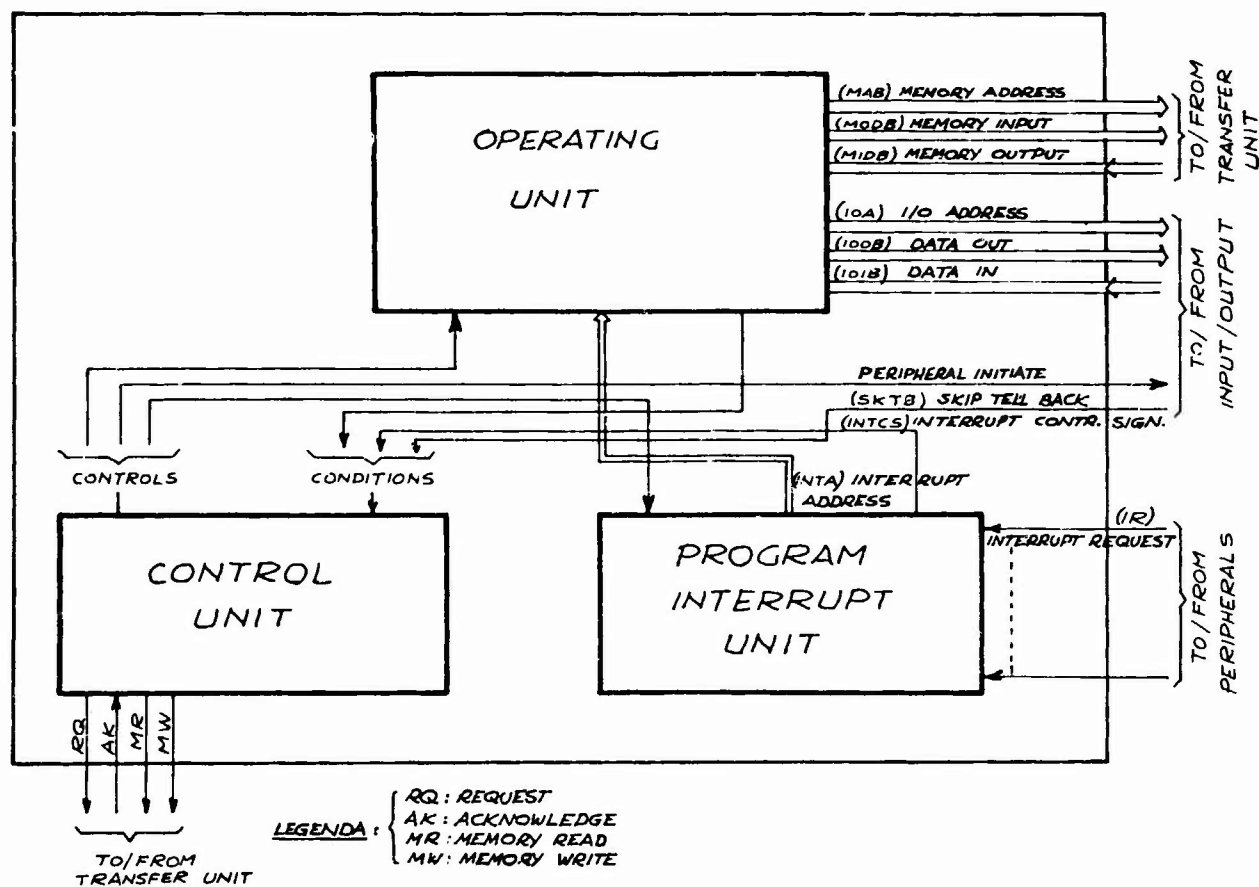 OPERATING
UNIT
(MAB) MEMORY ADDRESS
(MODB) MEMORY INPUT
(MIDB) MEMORY OUTPUT
TO/FROM
TRANSFER
UNIT
(IOA) I/O ADDRESS
(IOOB) DATA OUT
(IOIB) DATA IN
TO/FROM
INPUT/OUTPUT
PERIPHERAL INITIATE
(SKTB) SKIP TELL BACK
(INTCS) INTERRUPT CONTR. SIGN.
CONTROLS
CONDITIONS
(INTA) INTERRUPT
ADDRESS
CONTROL
UNIT
PROGRAM
INTERRUPT
UNIT
(IR)
INTERRUPT REQUEST
TO/FROM
PERIPHERALS
RQ
AK
MR
MW
TO/FROM
TRANSFER UNIT
LEGENDA :
RQ : REQUEST
AK : ACKNOWLEDGE
MR : MEMORY READ
MW : MEMORY WRITE